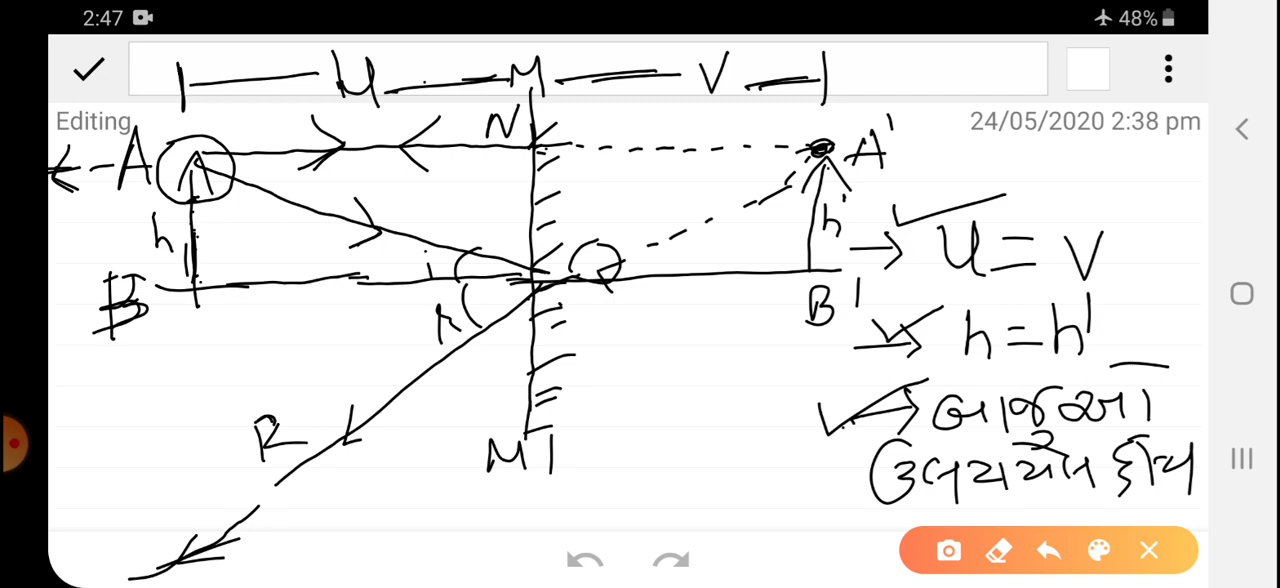 2:47
48%
U
M
V
Editing
24/05/2020 2:38 pm
A
N
A'
h
h'
U = V
i
B
B'
r
h = h'
R
M'